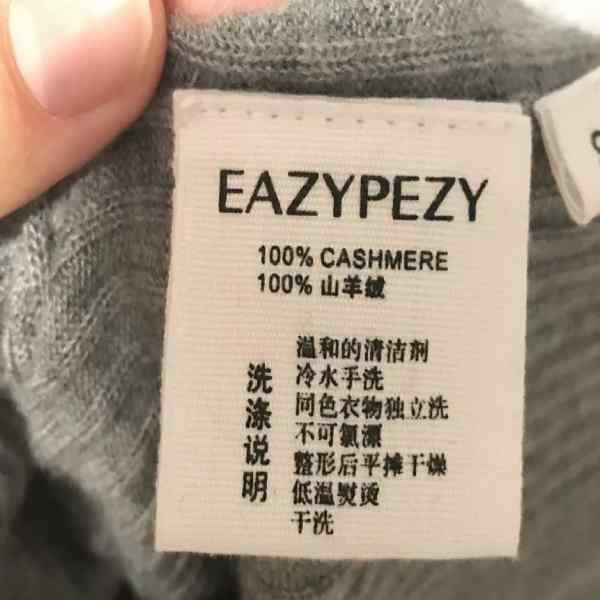 EAZYPEZY
100% CASHMERE
100% 山羊绒
洗涤说明
温和的清洁剂
冷水手洗
同色衣物独立洗
不可氯漂
整形后平摊干燥
低温熨烫
干洗